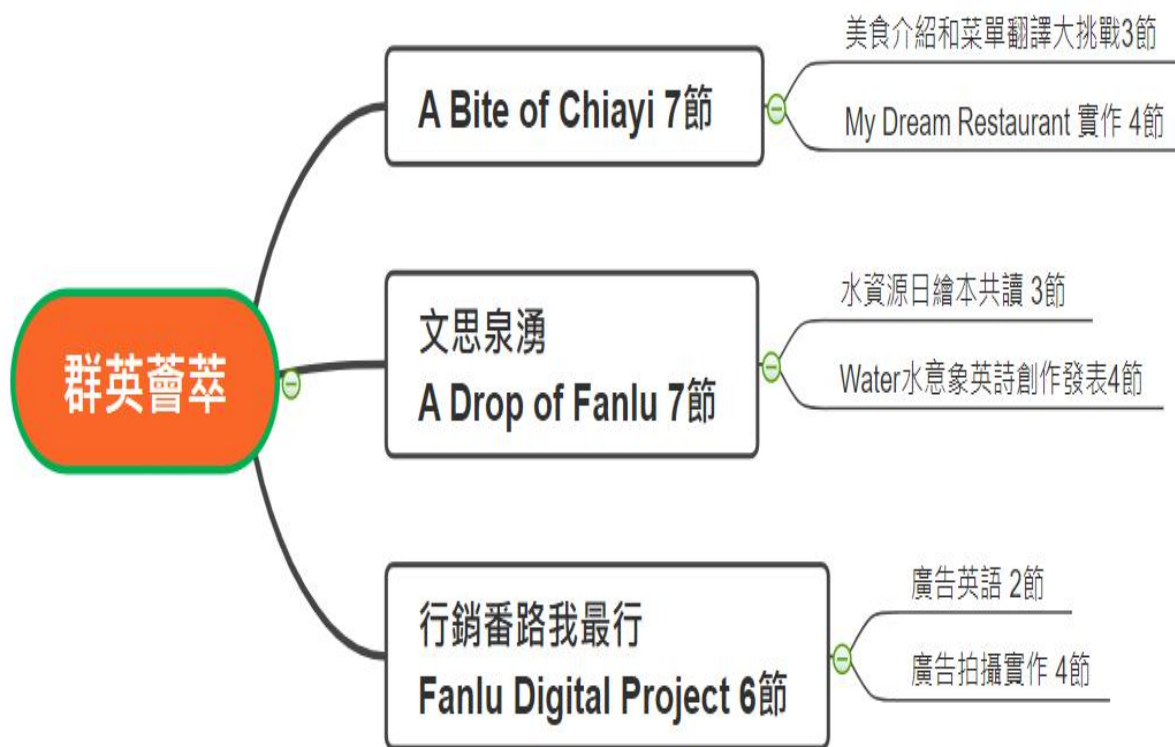 群英薈萃
A Bite of Chiayi 7節
美食介紹和菜單翻譯大挑戰3節
My Dream Restaurant 實作 4節
文思泉湧
A Drop of Fanlu 7節
水資源日繪本共讀 3節
Water水意象英詩創作發表4節
行銷番路我最行
Fanlu Digital Project 6節
廣告英語 2節
廣告拍攝實作 4節